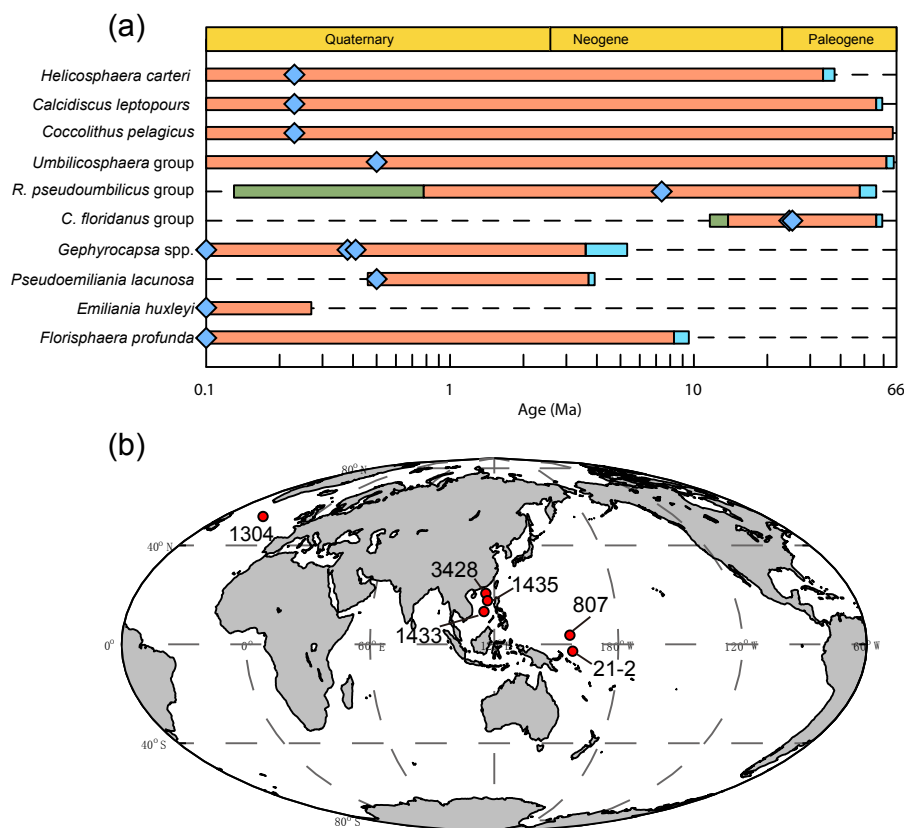 (a)
Quaternary Neogene Paleogene
Helicosphaera carteri
Calcidiscus leptopours
Coccolithus pelagicus
Umbilicosphaera group
R. pseudoumbilicus group
C. floridanus group
Gephyrocapsa spp.
Pseudoemiliania lacunosa
Emiliania huxleyi
Florisphaera profunda
0.1 1 10 66
Age (Ma)
(b)
80° N
1304
40° N
3428
1435
1433
807
0° 0° 60° E 180° W 120° W 60° W
21-2
40° S
80° S